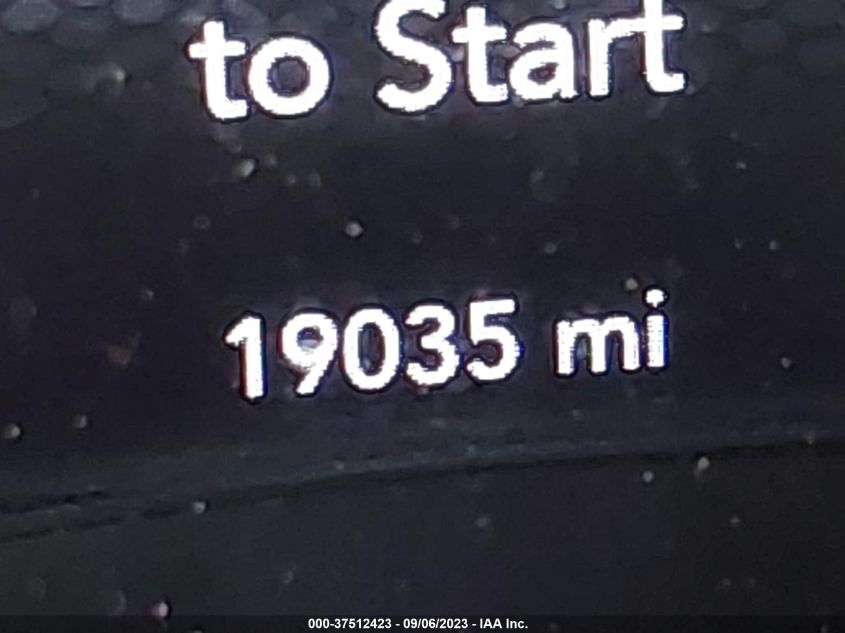 to Start
19035 mi
000-37512423 - 09/06/2023 - IAA Inc.